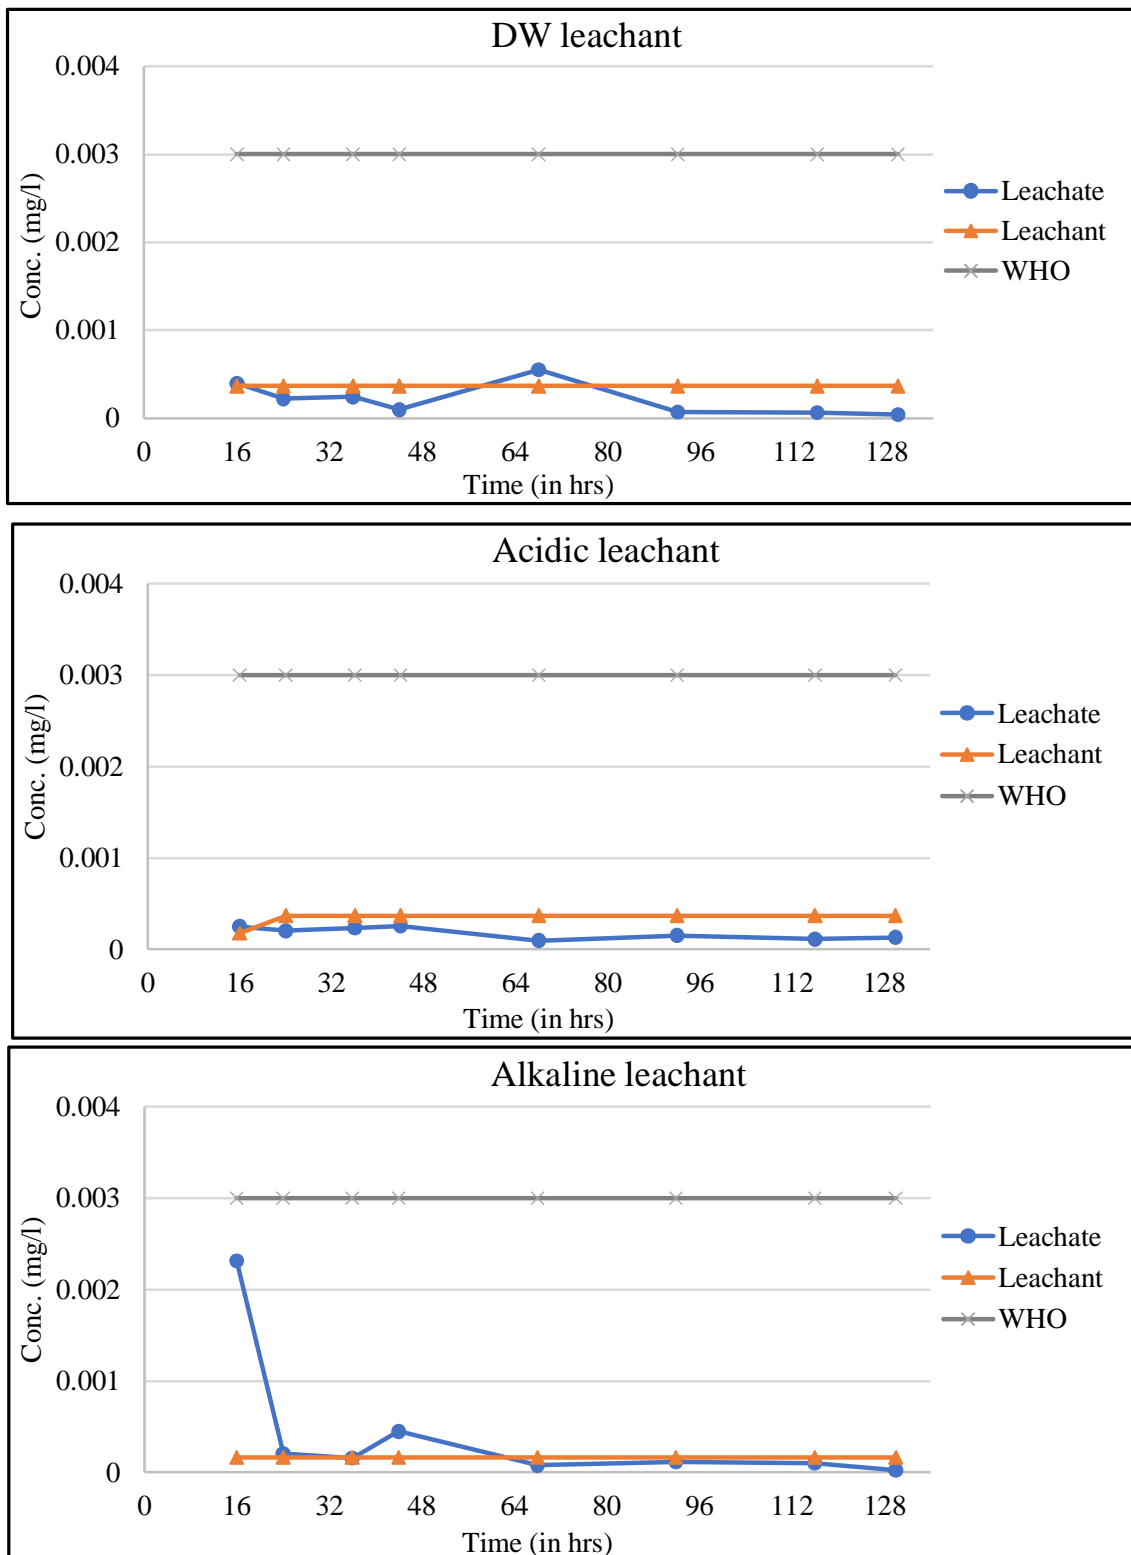 DW leachant
0.004
0.003
0.002
0.001
0
Conc. (mg/l)
0 16 32 48 64 80 96 112 128
Time (in hrs)
Leachate
Leachant
WHO
Acidic leachant
0.004
0.003
0.002
0.001
0
Conc. (mg/l)
0 16 32 48 64 80 96 112 128
Time (in hrs)
Leachate
Leachant
WHO
Alkaline leachant
0.004
0.003
0.002
0.001
0
Conc. (mg/l)
0 16 32 48 64 80 96 112 128
Time (in hrs)
Leachate
Leachant
WHO